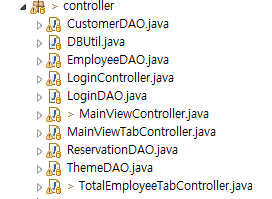 > controller
CustomerDAO.java
DBUtil.java
EmployeeDAO.java
LoginController.java
LoginDAO.java
> MainViewController.java
MainViewTabController.java
ReservationDAO.java
ThemeDAO.java
> TotalEmployeeTabController.java